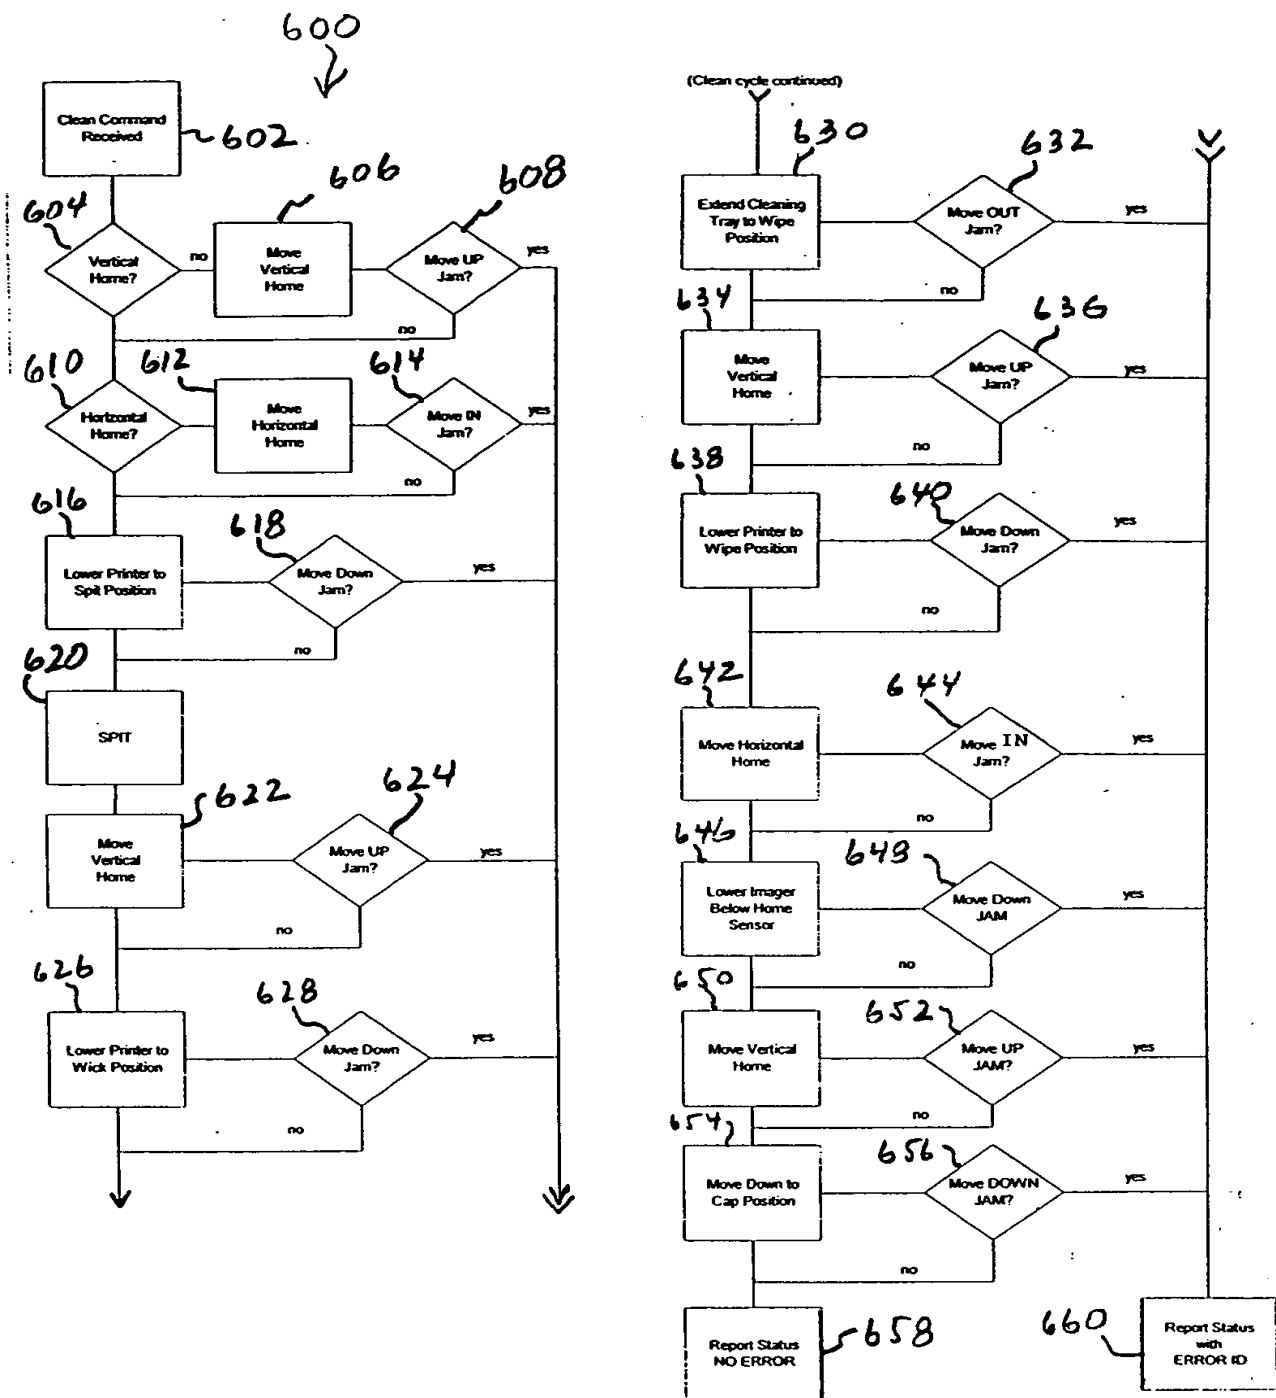 600
Clean Command
Received
602
604
Vertical
Home?
no
606
Move
Vertical
Home
608
Move UP
Jam?
yes
no
610
Horizontal
Home?
612
Move
Horizontal
Home
614
Move IN
Jam?
yes
no
616
Lower Printer to
Spit Position
618
Move Down
Jam?
yes
no
620
SPIT
622
Move
Vertical
Home
624
Move UP
Jam?
yes
no
626
Lower Printer to
Wick Position
628
Move Down
Jam?
yes
no
(Clean cycle continued)
630
Extend Cleaning
Tray to Wipe
Position
632
Move OUT
Jam?
yes
no
634
Move
Vertical
Home
636
Move UP
Jam?
yes
no
638
Lower Printer to
Wipe Position
640
Move Down
Jam?
yes
no
642
Move Horizontal
Home
644
Move IN
Jam?
yes
no
646
Lower Imager
Below Home
Sensor
648
Move Down
JAM
yes
no
650
Move Vertical
Home
652
Move UP
JAM?
yes
no
654
Move Down to
Cap Position
656
Move DOWN
JAM?
yes
no
Report Status
NO ERROR
658
660
Report Status
with
ERROR ID